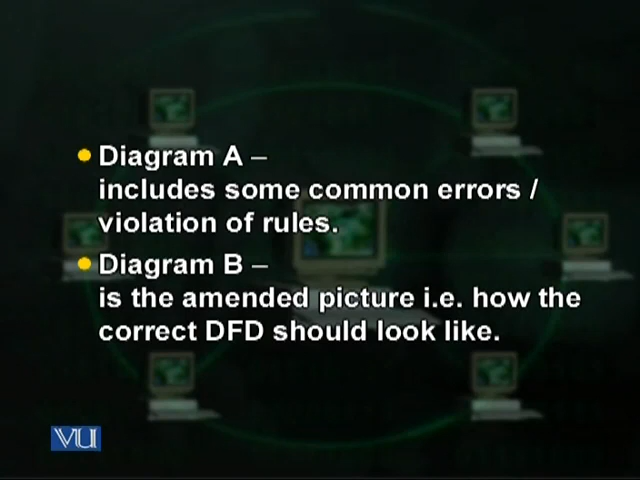 Diagram A –
includes some common errors /
violation of rules.
Diagram B –
is the amended picture i.e. how the
correct DFD should look like.
VU